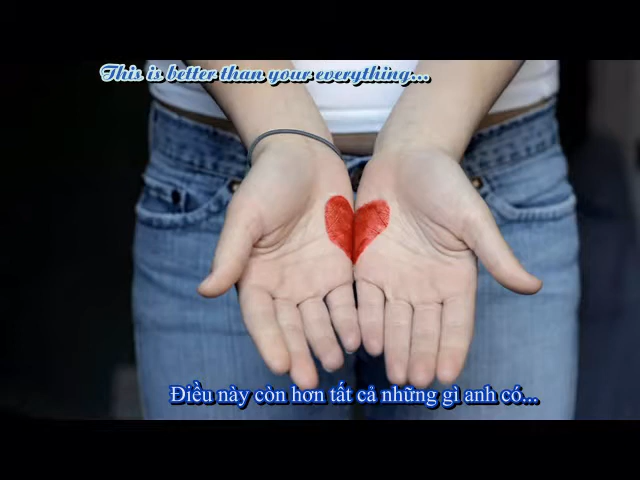 This is better than your everything...
Điều này còn hơn tất cả những gì anh có...